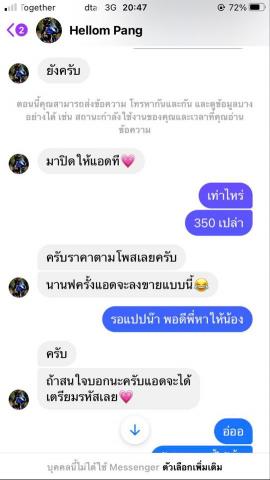 Together dta 3G 20:47 72%
2 Hellom Pang
ยังครับ
ตอนนี้คุณสามารถส่งข้อความ โทรหากันและกัน และดูข้อมูลบาง
อย่างได้ เช่น สถานะกำลังใช้งานของคุณและเวลาที่คุณอ่าน
ข้อความ
มาปิดให้แอดที💗
เท่าไหร่
350 เปล่า
ครับราคาตามโพสเลยครับ
นานฟครั้งแอดจะลงขายแบบนี้😂
รอแปปน๊า พอดีพี่หาให้น้อง
ครับ
ถ้าสนใจบอกนะครับแอดจะได้
เตรียมรหัสเลย💗
อ่ออ
บุคคลนี้ไม่ได้ใช้ Messenger ตัวเลือกเพิ่มเติม